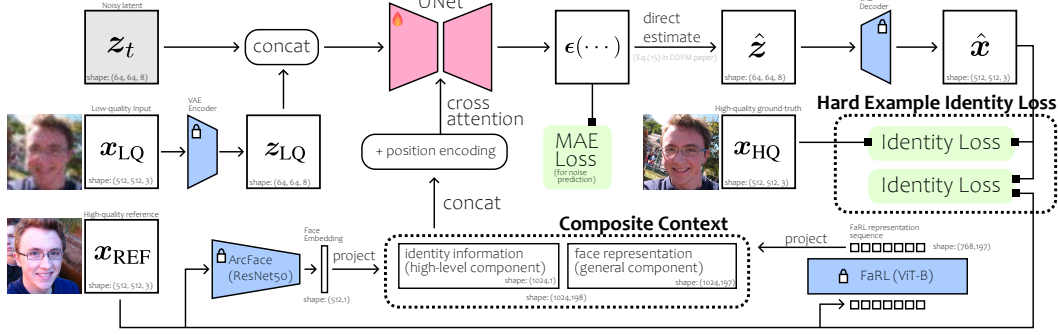 Noisy latent
z_t
shape: (64, 64, 8)
concat
UNet
ϵ(···)
direct
estimate
(Eq.(15) in DDPM paper)
ẑ
shape: (64, 64, 8)
Decoder
x̂
shape: (512, 512, 3)
Low-quality input
x_LQ
shape: (512, 512, 3)
VAE
Encoder
z_LQ
shape: (64, 64, 8)
cross
attention
+ position encoding
MAE
Loss
(for noise
prediction)
High-quality ground-truth
x_HQ
shape: (512, 512, 3)
Hard Example Identity Loss
Identity Loss
Identity Loss
High-quality reference
x_REF
shape: (512, 512, 3)
ArcFace
(ResNet50)
Face
Embedding
shape: (512,1)
project
concat
Composite Context
identity information
(high-level component)
shape: (1024,1)
face representation
(general component)
shape: (1024,197)
shape: (1024,198)
project
FaRL representation
sequence
shape: (768,197)
FaRL (ViT-B)